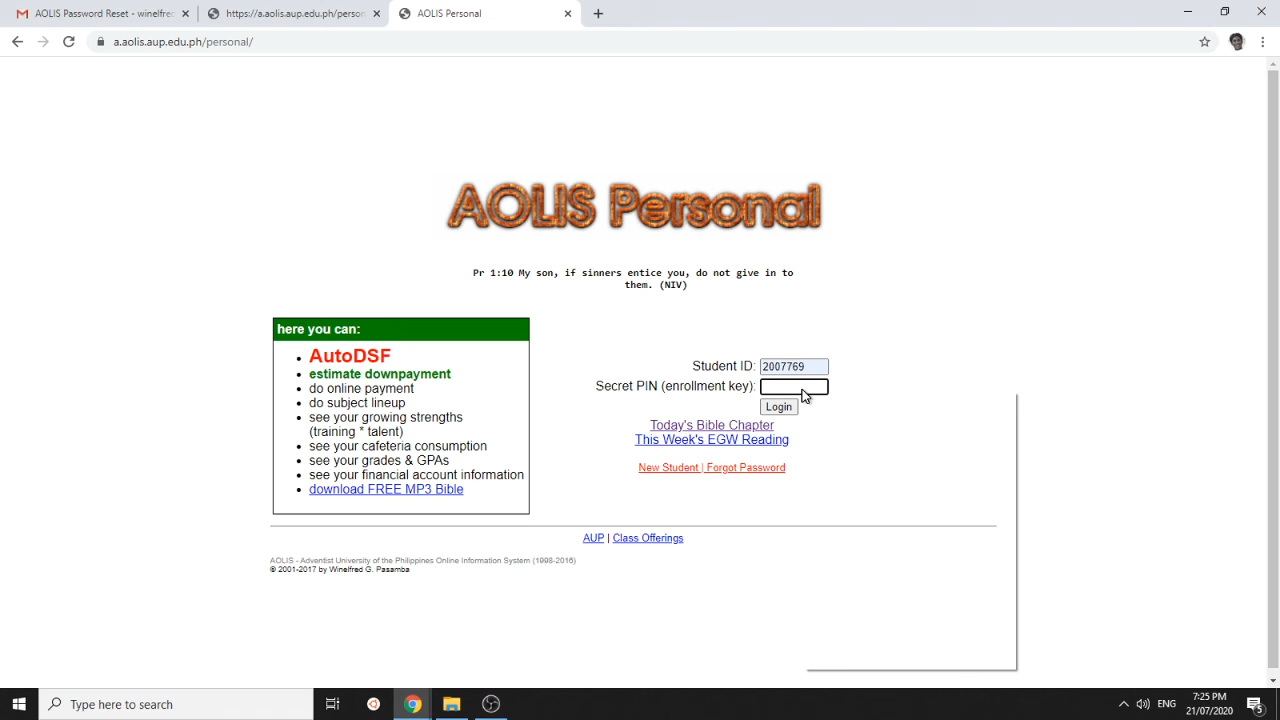 AOLIS Password Reset - winelfred
https://a.aolis.aup.edu.ph/person
AOLIS Personal
a.aolis.aup.edu.ph/personal/
AOLIS Personal
Pr 1:10 My son, if sinners entice you, do not give in to
them. (NIV)
here you can:
AutoDSF
estimate downpayment
do online payment
do subject lineup
see your growing strengths
(training * talent)
see your cafeteria consumption
see your grades & GPAs
see your financial account information
download FREE MP3 Bible
Student ID: 2007769
Secret PIN (enrollment key):
Login
Today's Bible Chapter
This Week's EGW Reading
New Student | Forgot Password
AUP | Class Offerings
AOLIS - Adventist University of the Philippines Online Information System (1998-2016)
© 2001-2017 by Winelfred G. Pasamba
Type here to search
ENG
7:25 PM
21/07/2020
5